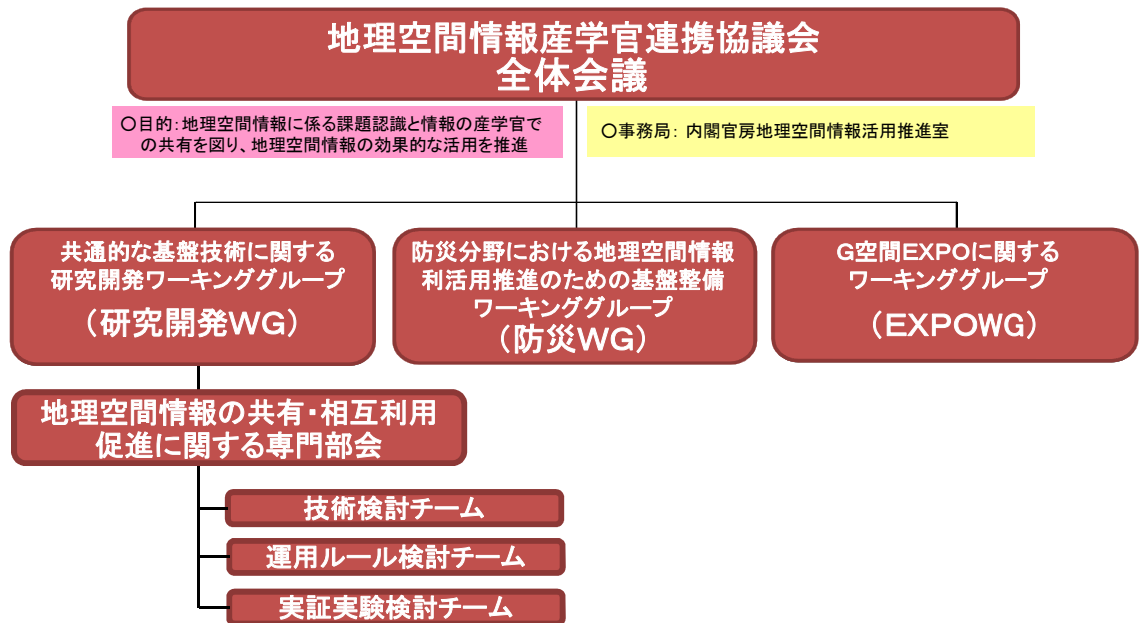 地理空間情報産学官連携協議会
全体会議
○目的：地理空間情報に係る課題認識と情報の産学官で
の共有を図り、地理空間情報の効果的な活用を推進
○事務局： 内閣官房地理空間情報活用推進室
共通的な基盤技術に関する
研究開発ワーキンググループ
（研究開発ＷＧ）
防災分野における地理空間情報
利活用推進のための基盤整備
ワーキンググループ
（防災ＷＧ）
G空間EXPOに関する
ワーキンググループ
（EXPOWG）
地理空間情報の共有・相互利用
促進に関する専門部会
技術検討チーム
運用ルール検討チーム
実証実験検討チーム